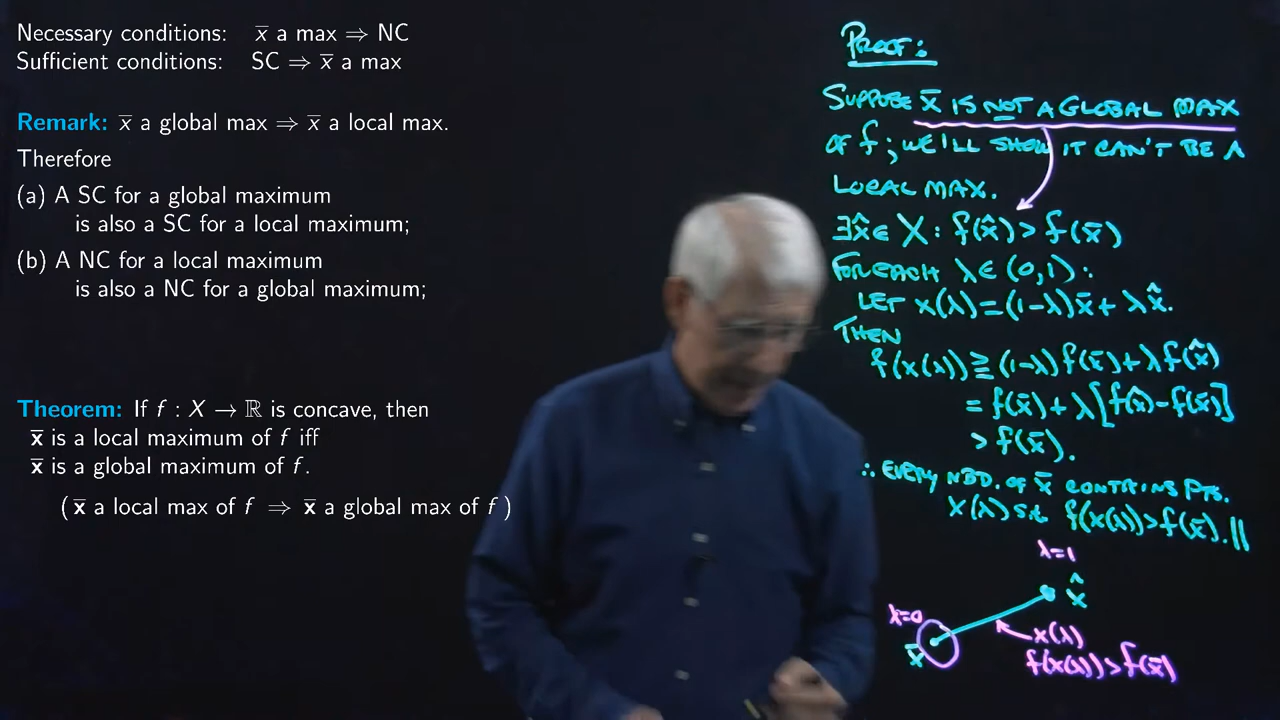 Necessary conditions: x̅ a max ⇒ NC
Sufficient conditions: SC ⇒ x̅ a max
Remark: x̅ a global max ⇒ x̅ a local max.
Therefore
(a) A SC for a global maximum
is also a SC for a local maximum;
(b) A NC for a local maximum
is also a NC for a global maximum;
Theorem: If f : X → ℝ is concave, then
x̅ is a local maximum of f iff
x̅ is a global maximum of f.
(x̅ a local max of f ⇒ x̅ a global max of f)
PROOF:
SUPPOSE x̅ IS NOT A GLOBAL MAX
OF f; WE'LL SHOW IT CAN'T BE A
LOCAL MAX.
∃x̂ ∈ X: f(x̂) > f(x̅)
FOR EACH λ ∈ (0,1):
LET x(λ) = (1-λ)x̅ + λx̂.
THEN
f(x(λ)) ≧ (1-λ)f(x̅) + λf(x̂)
= f(x̅) + λ[f(x̂) - f(x̅)]
> f(x̅).
∴ EVERY NBD. OF x̅ CONTAINS PTS.
x(λ) s.t. f(x(λ)) > f(x̅). ||
λ=1
x̂
λ=0
x(λ)
x̅
f(x(λ)) > f(x̅)